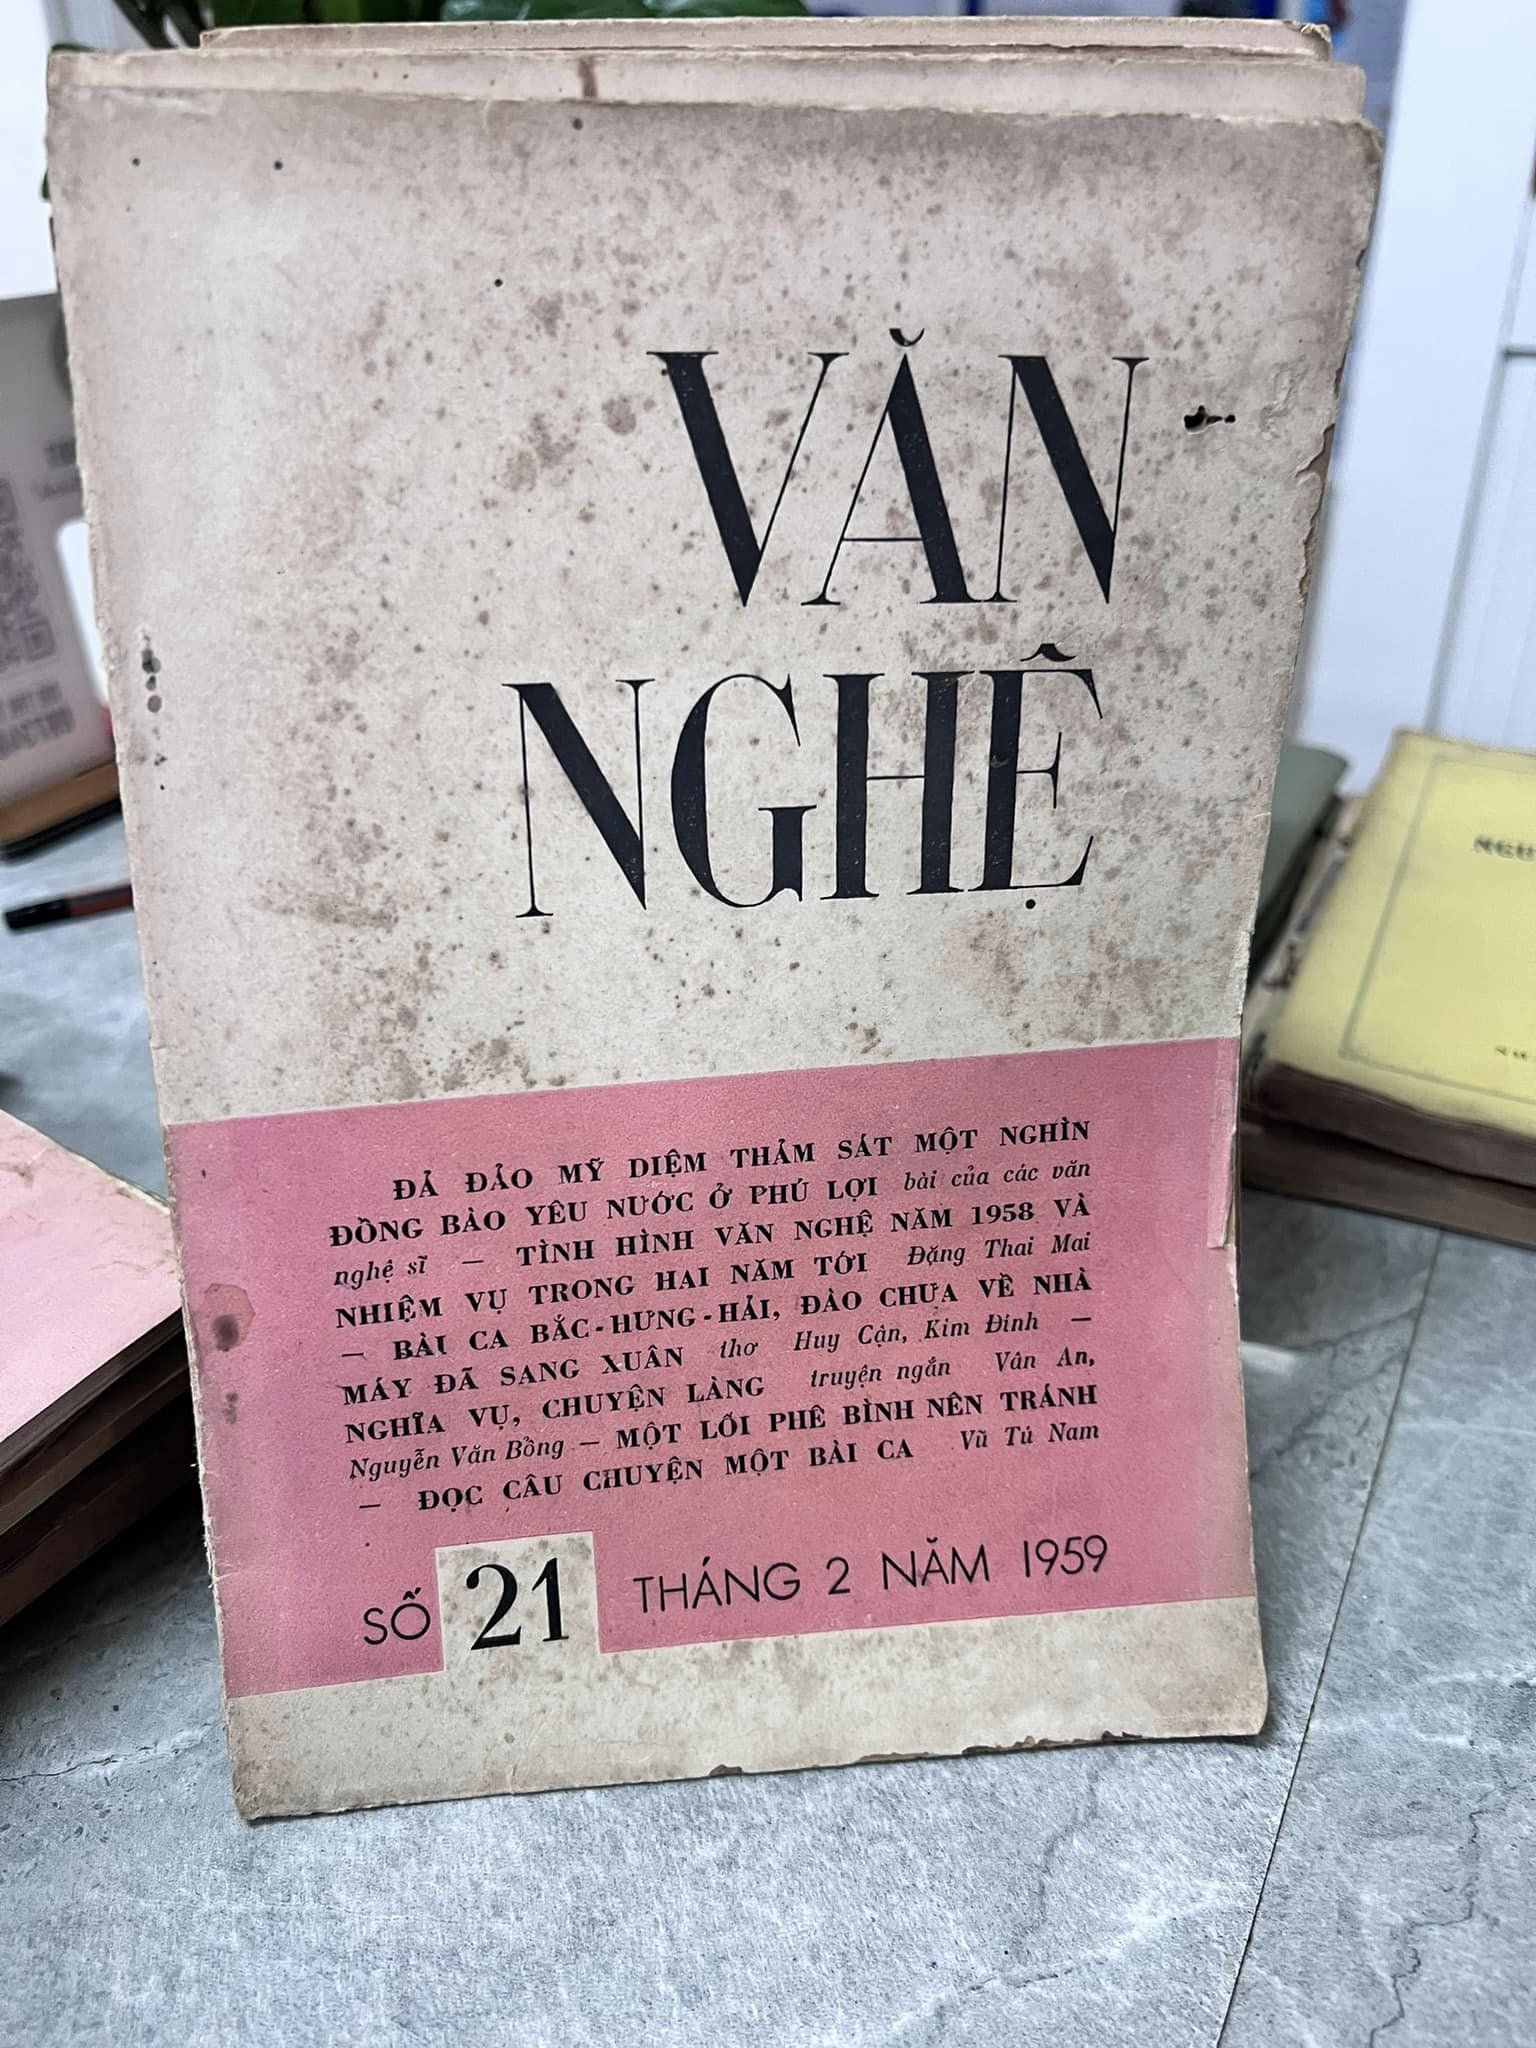 VĂN
NGHỆ
ĐẢ ĐẢO MỸ DIỆM THẢM SÁT MỘT NGHÌN
ĐỒNG BÀO YÊU NƯỚC Ở PHÚ LỢI bài của các văn
nghệ sĩ — TÌNH HÌNH VĂN NGHỆ NĂM 1958 VÀ
NHIỆM VỤ TRONG HAI NĂM TỚI Đặng Thai Mai
— BÀI CA BẮC-HƯNG-HẢI, ĐÀO CHƯA VỀ NHÀ
MÁY ĐÃ SANG XUÂN thơ Huy Cận, Kim Đinh —
NGHĨA VỤ, CHUYỆN LÀNG truyện ngắn Vân An,
Nguyễn Văn Bổng — MỘT LỐI PHÊ BÌNH NÊN TRÁNH
— ĐỌC CÂU CHUYỆN MỘT BÀI CA Vũ Tú Nam
SỐ 21 THÁNG 2 NĂM 1959
NGU